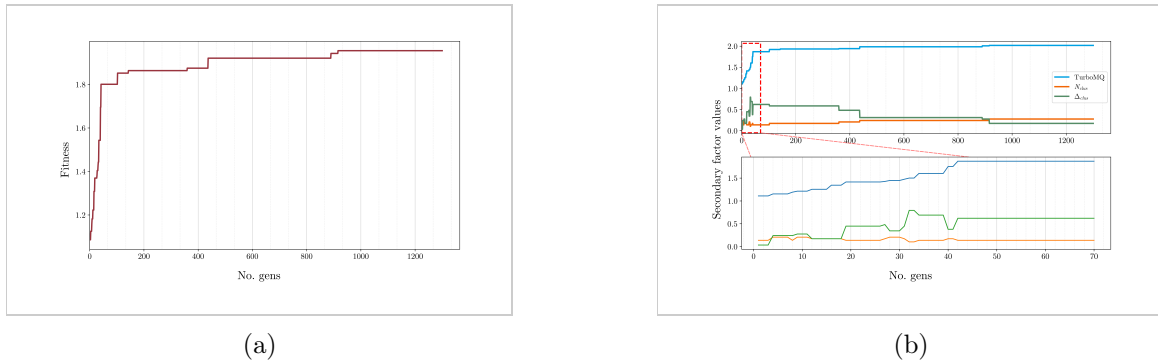 1.8
1.6
1.4
1.2
Fitness
0 200 400 600 800 1000 1200
No. gens
(a)
2.0
1.5
1.0
0.5
0.0
TurboMQ
N_clus
Δ_clus
0 200 400 600 800 1000 1200
Secondary factor values
1.5
1.0
0.5
0.0
0 10 20 30 40 50 60 70
No. gens
(b)